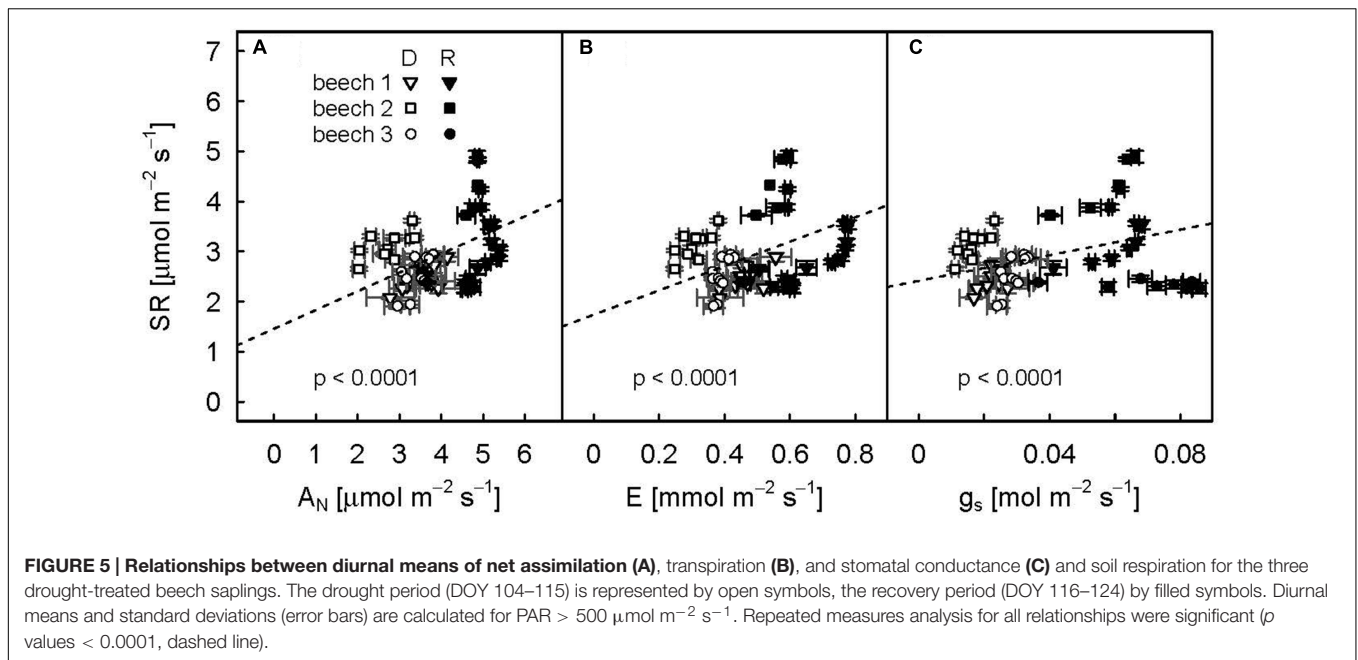 A B C
D R
beech 1
beech 2
beech 3
7
6
5
4
3
2
1
0
SR [μmol m⁻² s⁻¹]
p < 0.0001 p < 0.0001 p < 0.0001
0 1 2 3 4 5 6 0 0.2 0.4 0.6 0.8 0 0.04 0.08
A_N [μmol m⁻² s⁻¹] E [mmol m⁻² s⁻¹] g_s [mol m⁻² s⁻¹]
FIGURE 5 | Relationships between diurnal means of net assimilation (A), transpiration (B), and stomatal conductance (C) and soil respiration for the three
drought-treated beech saplings. The drought period (DOY 104–115) is represented by open symbols, the recovery period (DOY 116–124) by filled symbols. Diurnal
means and standard deviations (error bars) are calculated for PAR > 500 μmol m⁻² s⁻¹. Repeated measures analysis for all relationships were significant (p
values < 0.0001, dashed line).